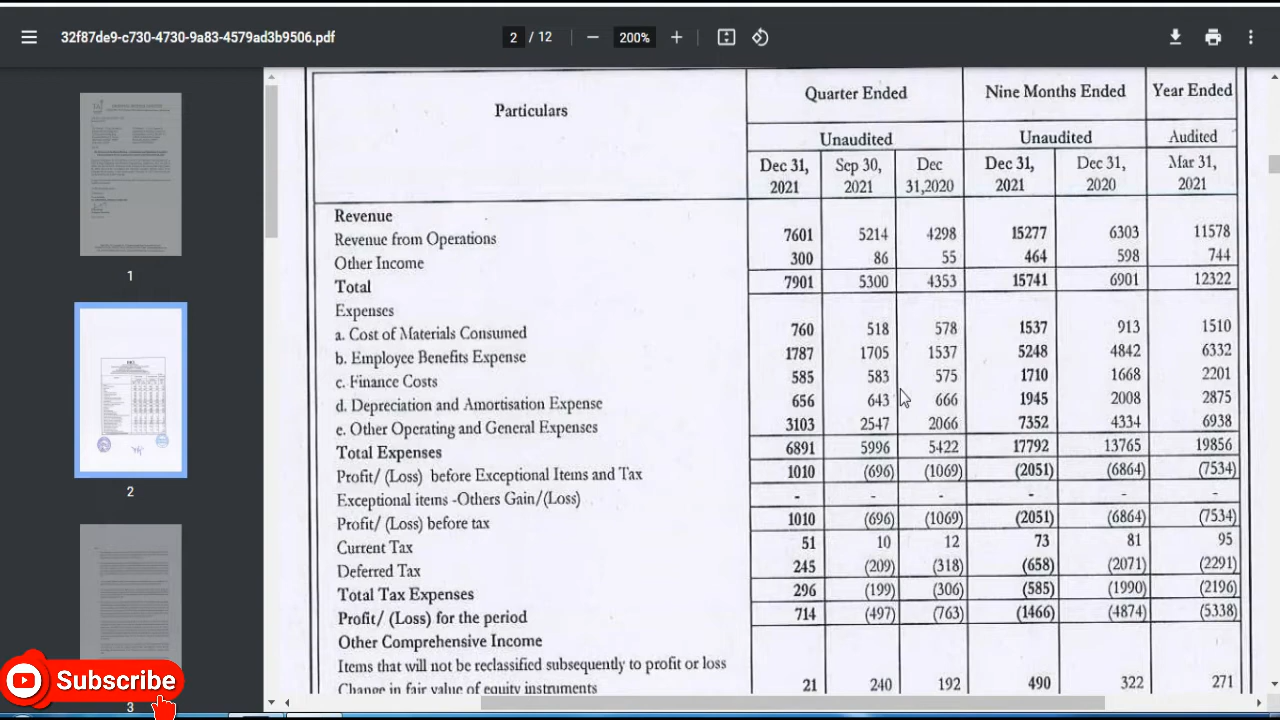 32f87de9-c730-4730-9a83-4579ad3b9506.pdf 2 / 12 200%
Particulars Quarter Ended Nine Months Ended Year Ended
Unaudited Unaudited Audited
Dec 31, 2021 Sep 30, 2021 Dec 31,2020 Dec 31, 2021 Dec 31, 2020 Mar 31, 2021
Revenue
Revenue from Operations 7601 5214 4298 15277 6303 11578
Other Income 300 86 55 464 598 744
Total 7901 5300 4353 15741 6901 12322
Expenses
a. Cost of Materials Consumed 760 518 578 1537 913 1510
b. Employee Benefits Expense 1787 1705 1537 5248 4842 6332
c. Finance Costs 585 583 575 1710 1668 2201
d. Depreciation and Amortisation Expense 656 643 666 1945 2008 2875
e. Other Operating and General Expenses 3103 2547 2066 7352 4334 6938
Total Expenses 6891 5996 5422 17792 13765 19856
Profit/ (Loss) before Exceptional Items and Tax 1010 (696) (1069) (2051) (6864) (7534)
Exceptional items -Others Gain/(Loss) - - - - - -
Profit/ (Loss) before tax 1010 (696) (1069) (2051) (6864) (7534)
Current Tax 51 10 12 73 81 95
Deferred Tax 245 (209) (318) (658) (2071) (2291)
Total Tax Expenses 296 (199) (306) (585) (1990) (2196)
Profit/ (Loss) for the period 714 (497) (763) (1466) (4874) (5338)
Other Comprehensive Income
Items that will not be reclassified subsequently to profit or loss
Change in fair value of equity instruments 21 240 192 490 322 271
1
2
3
Subscribe